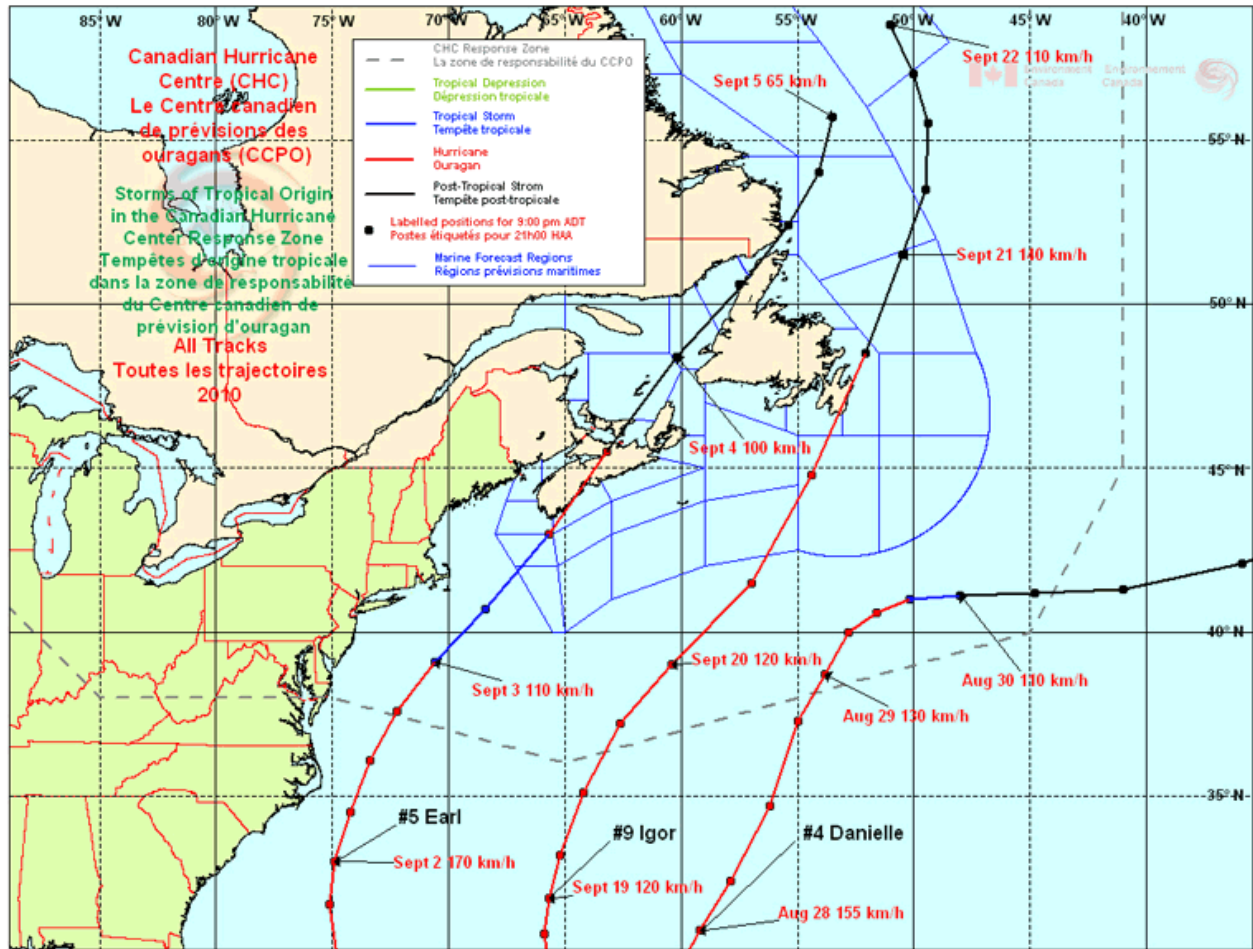 85° W
80° W
75° W
70° W
65° W
60° W
55° W
50° W
45° W
40° W
Canadian Hurricane
Centre (CHC)
Le Centre canadien
de prévisions des
ouragans (CCPO)
Storms of Tropical Origin
in the Canadian Hurricane
Center Response Zone
Tempêtes d'origine tropicale
dans la zone de responsabilité
du Centre canadien de
prévision d'ouragan
All Tracks
Toutes les trajectoires
2010
CHC Response Zone
La zone de responsabilité du CCPO
Tropical Depression
Dépression tropicale
Tropical Storm
Tempête tropicale
Hurricane
Ouragan
Post-Tropical Strom
Tempête post-tropicale
Labelled positions for 9:00 pm ADT
Postes étiquetés pour 21h00 HAA
Marine Forecast Regions
Régions prévisions maritimes
Sept 5 65 km/h
Sept 22 110 km/h
Environment Environnement
Canada Canada
55° N
Sept 21 140 km/h
50° N
Sept 4 100 km/h
45° N
40° N
Sept 3 110 km/h
Sept 20 120 km/h
Aug 30 110 km/h
Aug 29 130 km/h
35° N
#5 Earl
#9 Igor
#4 Danielle
Sept 2 170 km/h
Sept 19 120 km/h
Aug 28 155 km/h